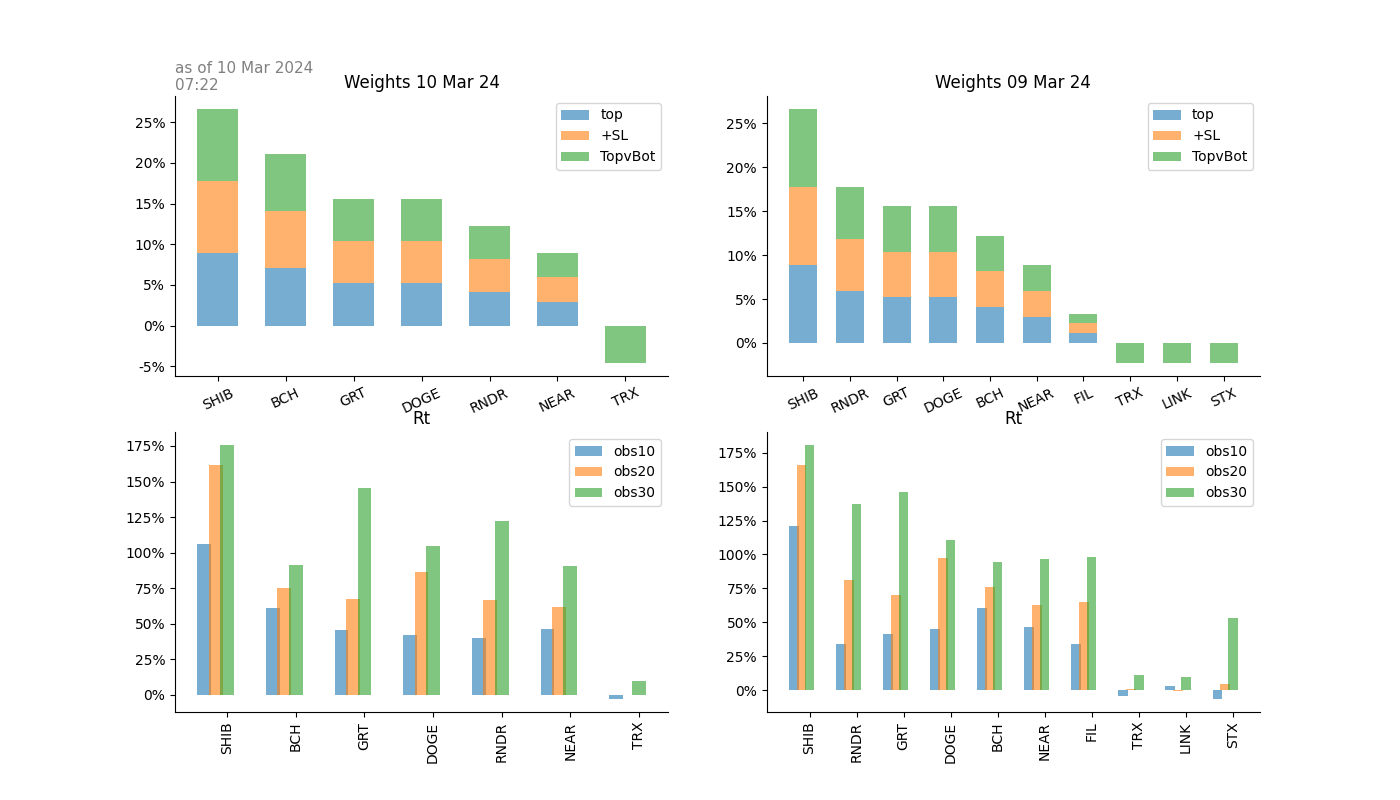 as of 10 Mar 2024
07:22
Weights 10 Mar 24
25%
20%
15%
10%
5%
0%
-5%
top
+SL
TopvBot
SHIB BCH GRT DOGE RNDR NEAR TRX
Weights 09 Mar 24
25%
20%
15%
10%
5%
0%
top
+SL
TopvBot
SHIB RNDR GRT DOGE BCH NEAR FIL TRX LINK STX
Rt
175%
150%
125%
100%
75%
50%
25%
0%
obs10
obs20
obs30
SHIB BCH GRT DOGE RNDR NEAR TRX
Rt
175%
150%
125%
100%
75%
50%
25%
0%
obs10
obs20
obs30
SHIB RNDR GRT DOGE BCH NEAR FIL TRX LINK STX